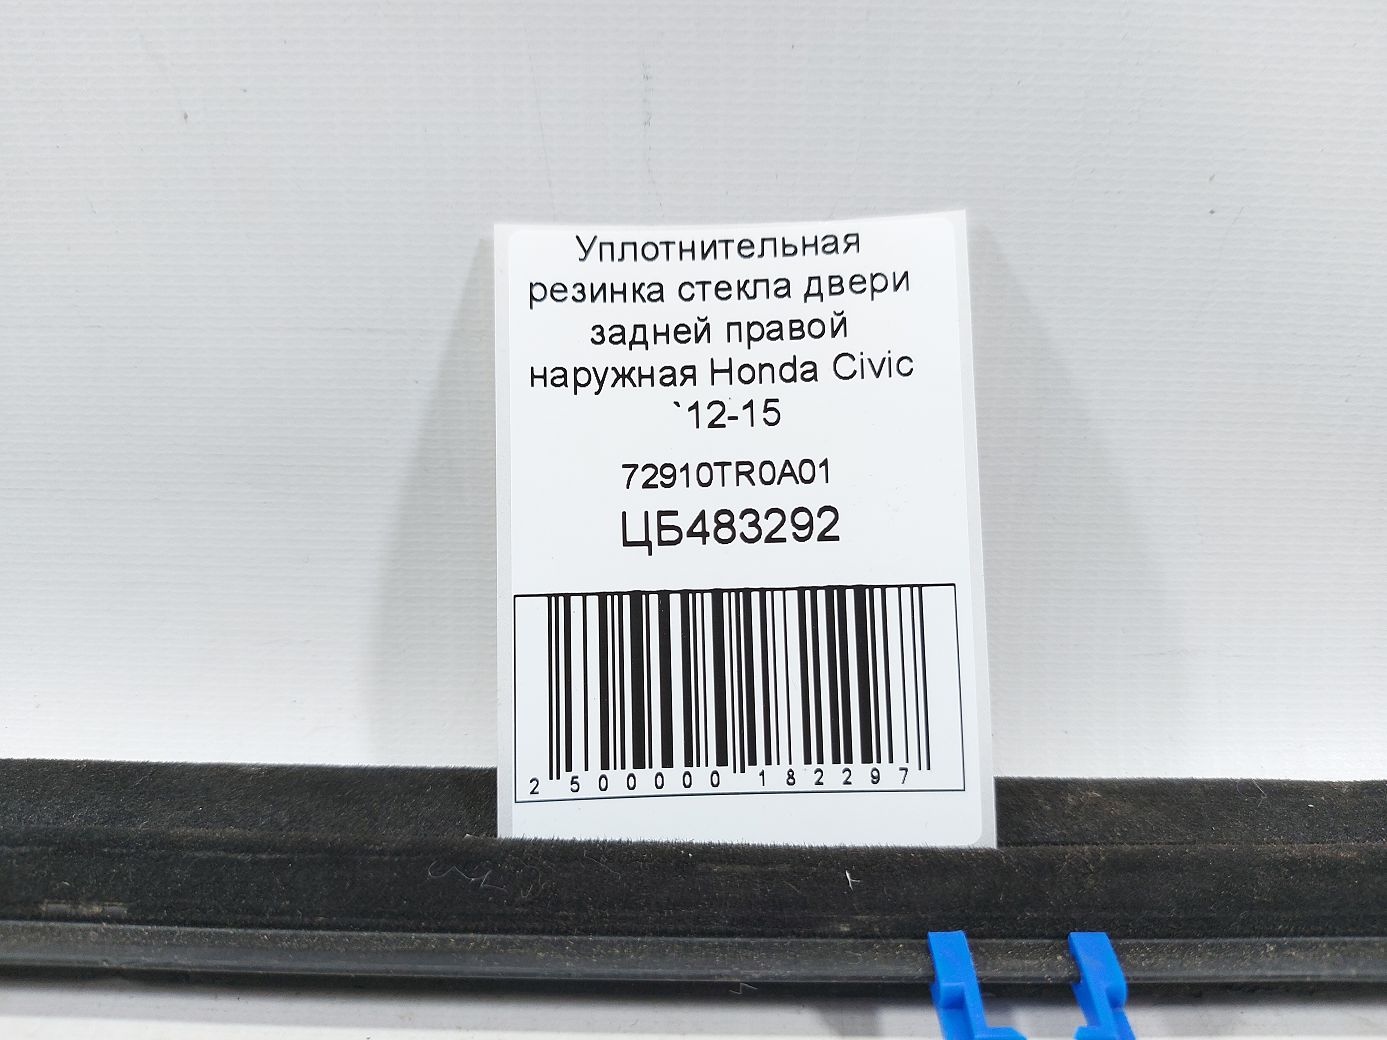 Уплотнительная
резинка стекла двери
задней правой
наружная Honda Civic
`12-15
72910TR0A01
ЦБ483292
2 500000 182297